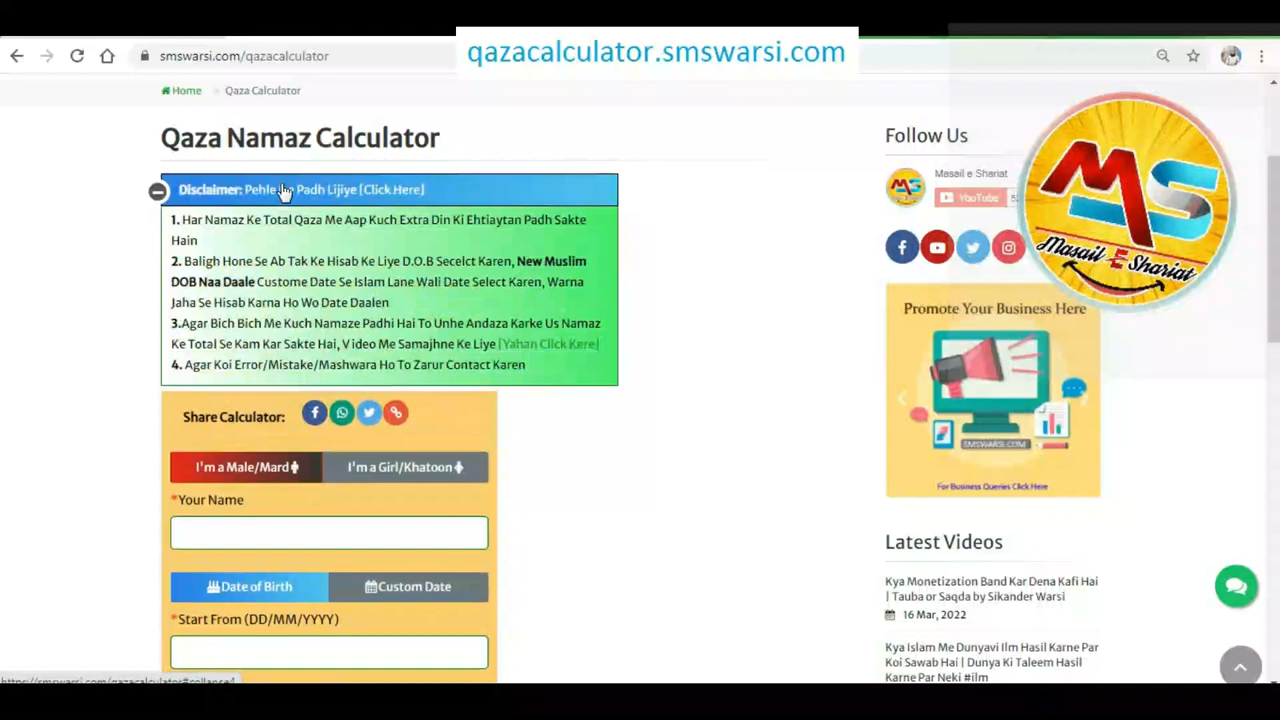 qazacalculator.smswarsi.com
smswarsi.com/qazacalculator
Home
Qaza Calculator
Qaza Namaz Calculator
Disclaimer: Pehle Padh Lijiye [Click Here]
1. Har Namaz Ke Total Qaza Me Aap Kuch Extra Din Ki Ehtiaytan Padh Sakte
Hain
2. Baligh Hone Se Ab Tak Ke Hisab Ke Liye D.O.B Secelct Karen, New Muslim
DOB Naa Daale Custome Date Se Islam Lane Wali Date Select Karen, Warna
Jaha Se Hisab Karna Ho Wo Date Daalen
3.Agar Bich Bich Me Kuch Namaze Padhi Hai To Unhe Andaza Karke Us Namaz
Ke Total Se Kam Kar Sakte Hai, Video Me Samajhne Ke Liye [Yahan Click Kere]
4. Agar Koi Error/Mistake/Mashwara Ho To Zarur Contact Karen
Share Calculator:
I'm a Male/Mard
I'm a Girl/Khatoon
*Your Name
Date of Birth
Custom Date
*Start From (DD/MM/YYYY)
https://smswarsi.com/qazacalculator#collapse4
Follow Us
Masail e Shariat
YouTube
MS
Masail E Shariat
Promote Your Business Here
SMSWARSI.COM
For Business Queries Click Here
Latest Videos
Kya Monetization Band Kar Dena Kafi Hai
| Tauba or Saqda by Sikander Warsi
16 Mar, 2022
Kya Islam Me Dunyavi Ilm Hasil Karne Par
Koi Sawab Hai | Dunya Ki Taleem Hasil
Karne Par Neki #ilm